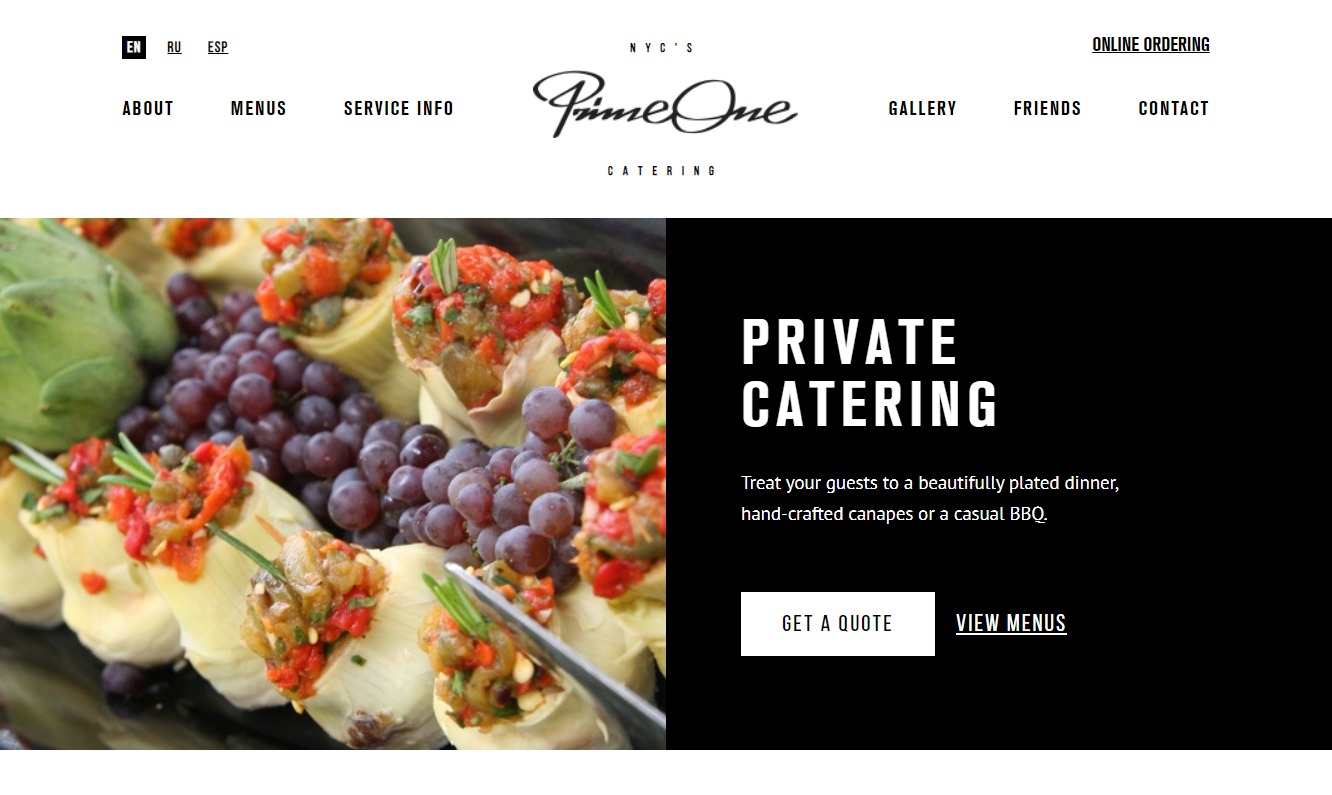 EN RU ESP
NYC'S
ONLINE ORDERING
ABOUT MENUS SERVICE INFO
PrimeOne
GALLERY FRIENDS CONTACT
CATERING
PRIVATE
CATERING
Treat your guests to a beautifully plated dinner,
hand-crafted canapes or a casual BBQ.
GET A QUOTE VIEW MENUS